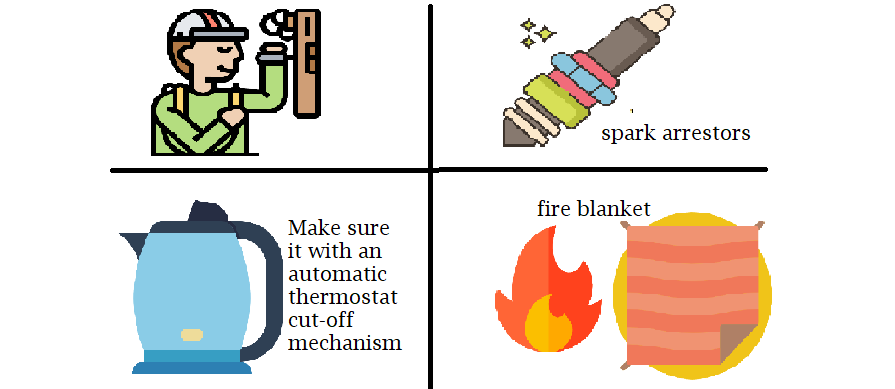 spark arrestors
Make sure
it with an
automatic
thermostat
cut-off
mechanism
fire blanket